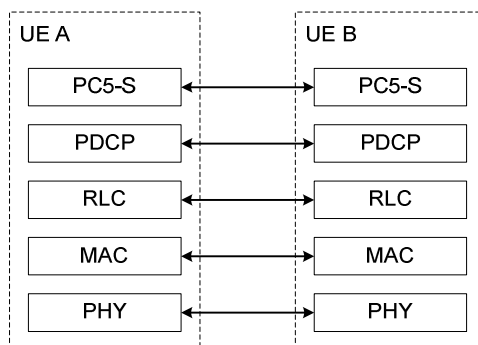 UE A UE B
PC5-S PC5-S
PDCP PDCP
RLC RLC
MAC MAC
PHY PHY